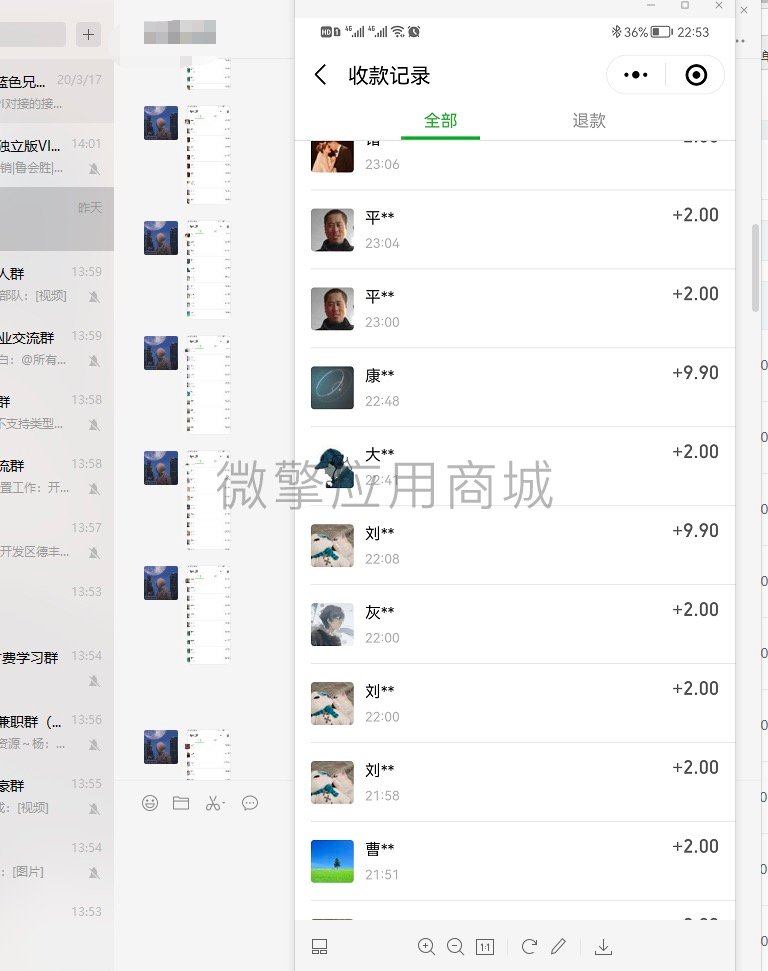 蓝色兄... 20/3/17
/I对接的接...
独立版VI... 14:01
销|鲁会胜|...
昨天
人群 13:59
部队：[视频]
业交流群 13:59
白：@所有...
群 13:58
不支持类型...
流群 13:58
置工作：开...
13:57
开发区德丰...
13:53
费学习群 13:54
兼职群（... 13:56
资源～杨：...
豪群 13:55
成：[视频]
13:54
：[图片]
13:53
HD 4G 4G 36% 22:53
收款记录
全部 退款
23:06
平** +2.00
23:04
平** +2.00
23:00
康** +9.90
22:48
大** +2.00
22:41
微擎应用商城
刘** +9.90
22:08
灰** +2.00
22:00
刘** +2.00
22:00
刘** +2.00
21:58
曹** +2.00
21:51
1:1